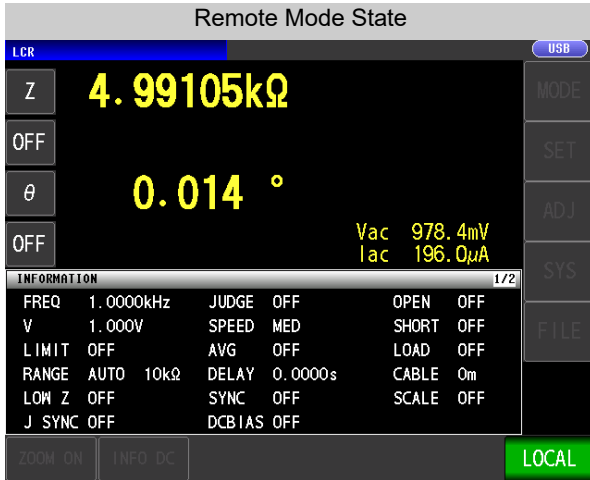 Remote Mode State
LCR USB
Z 4.99105kΩ MODE
OFF SET
θ 0.014 ° ADJ
OFF Vac 978.4mV
Iac 196.0µA SYS
INFORMATION 1/2
FREQ 1.0000kHz JUDGE OFF OPEN OFF
V 1.000V SPEED MED SHORT OFF FILE
LIMIT OFF AVG OFF LOAD OFF
RANGE AUTO 10kΩ DELAY 0.0000s CABLE 0m
LOW Z OFF SYNC OFF SCALE OFF
J SYNC OFF DCBIAS OFF
ZOOM ON INFO DC LOCAL